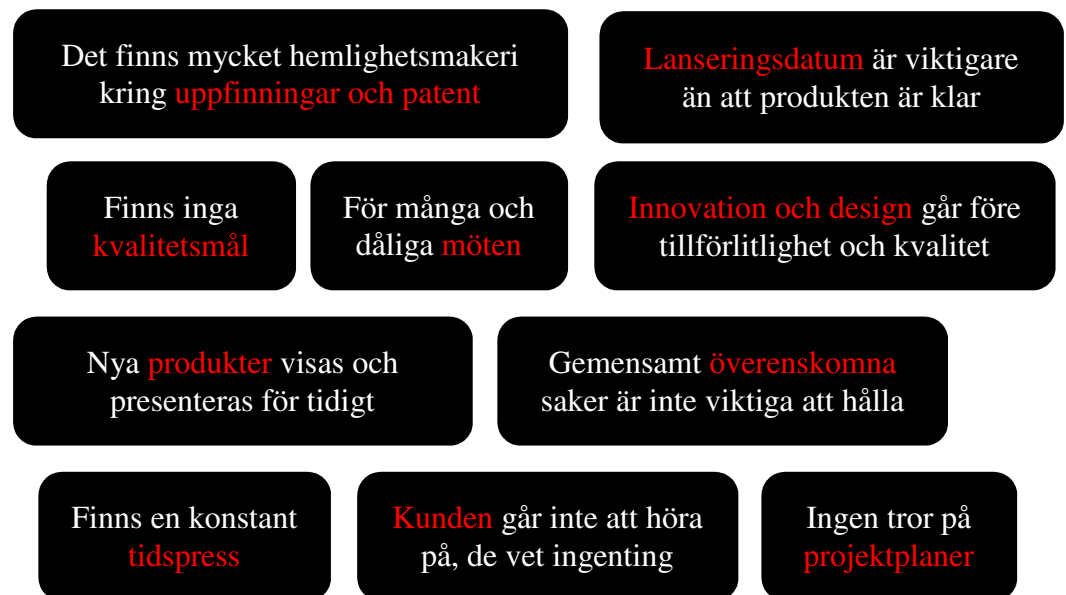 Det finns mycket hemlighetsmakeri
kring uppfinningar och patent
Lanseringsdatum är viktigare
än att produkten är klar
Finns inga
kvalitetsmål
För många och
dåliga möten
Innovation och design går före
tillförlitlighet och kvalitet
Nya produkter visas och
presenteras för tidigt
Gemensamt överenskomna
saker är inte viktiga att hålla
Finns en konstant
tidspress
Kunden går inte att höra
på, de vet ingenting
Ingen tror på
projektplaner